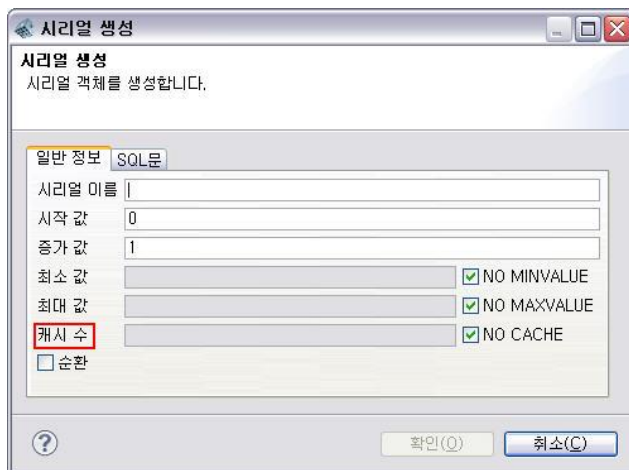 시리얼 생성
시리얼 생성
시리얼 객체를 생성합니다.
일반 정보 SQL문
시리얼 이름
시작 값 0
증가 값 1
최소 값 NO MINVALUE
최대 값 NO MAXVALUE
캐시 수 NO CACHE
순환
? 확인(O) 취소(C)